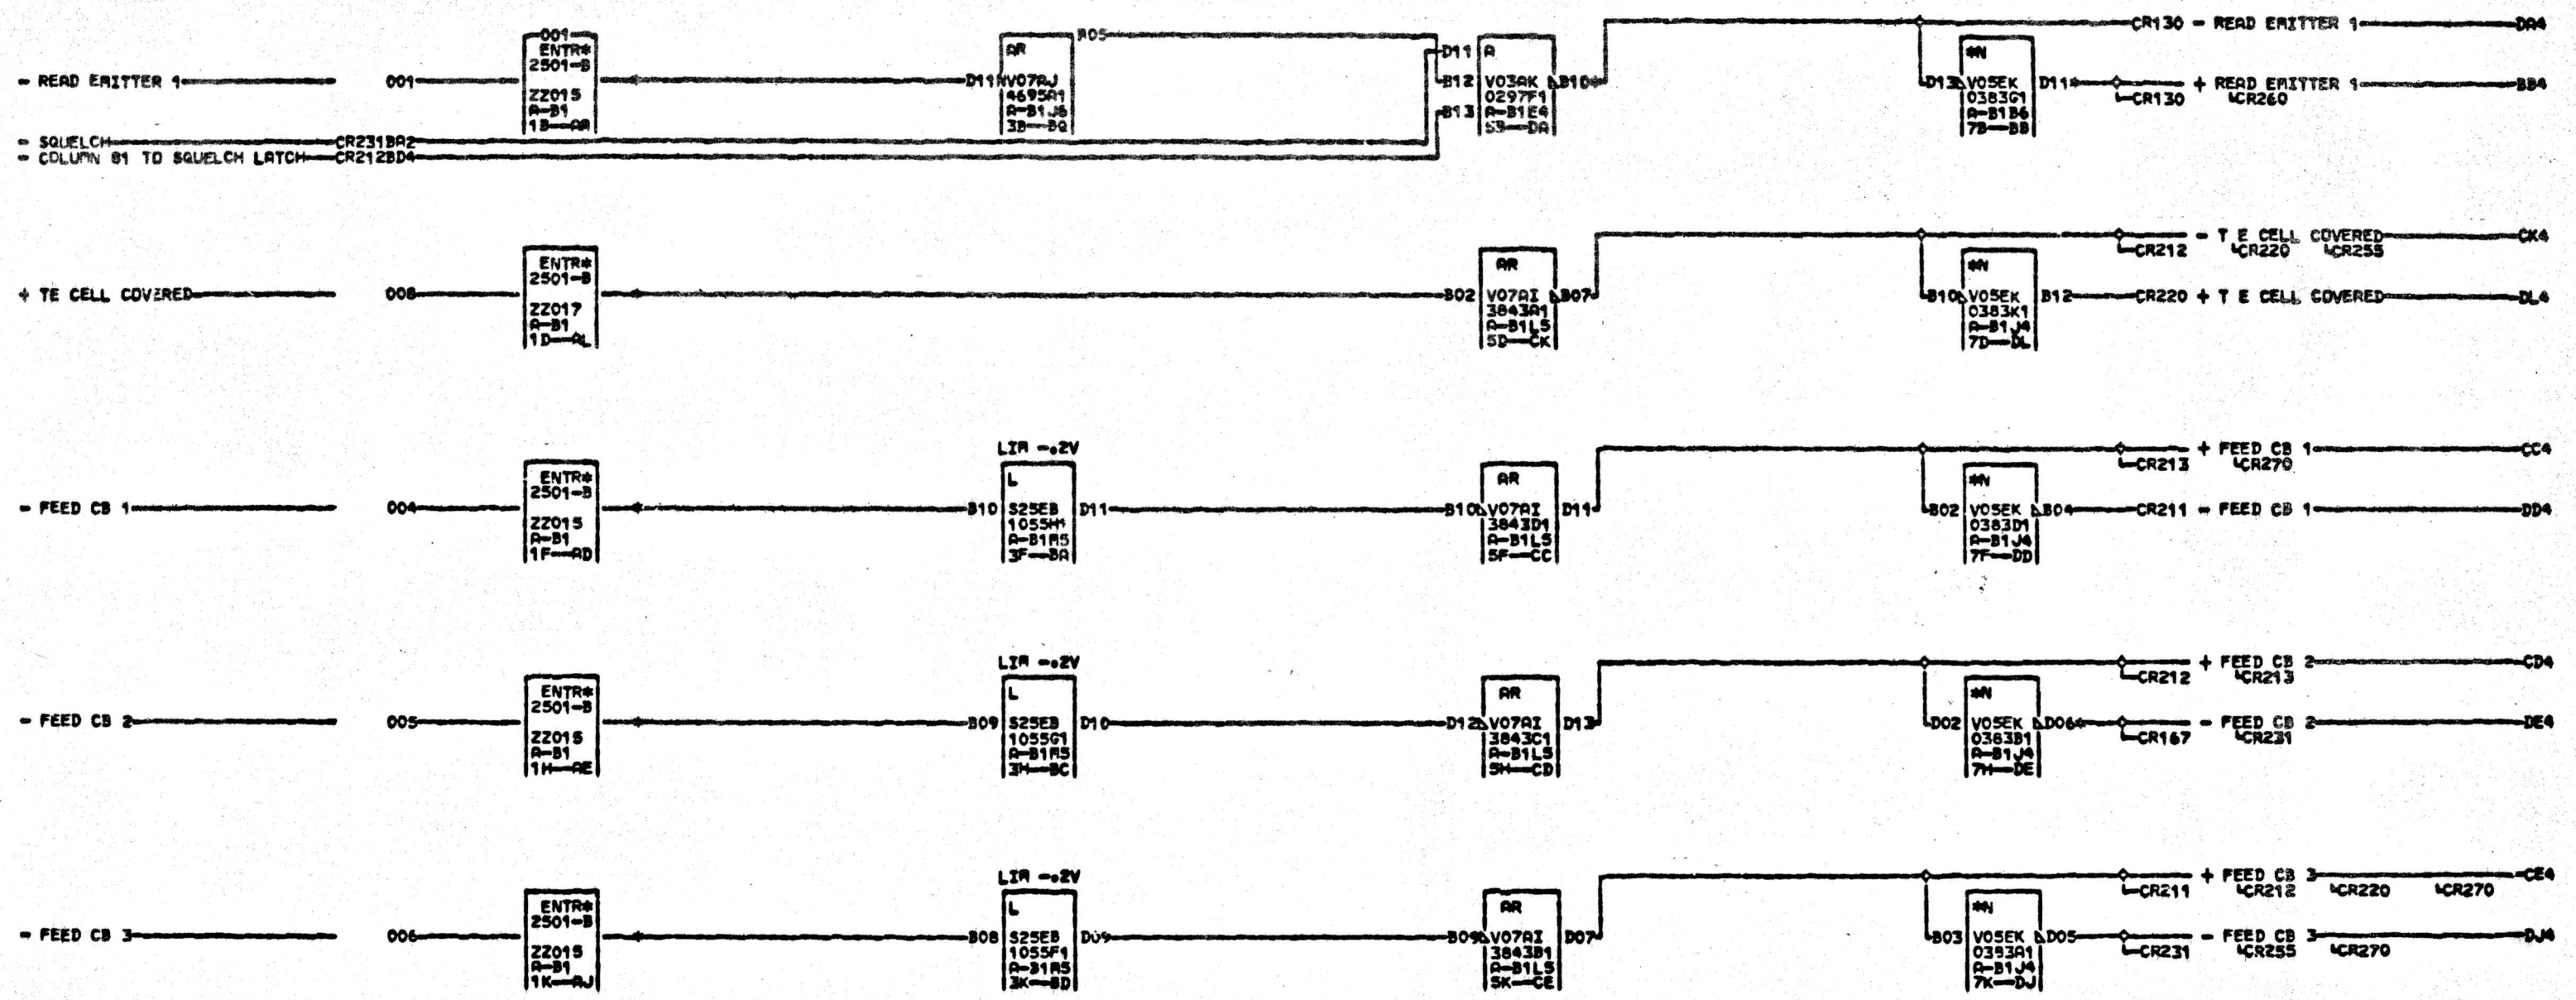 CR130 - READ EMITTER 1 DA4
001
ENTR* AR B05 D11 A *N
2501-B
- READ EMITTER 1 001 D11 V07AJ B12 V03AK B10 D13 V05EK D11 + READ EMITTER 1 BB4
ZZ015 4695A1 0297F1 0383G1 CR130 CR260
A-B1 A-B1J6 B13 A-B1E4 A-B1B6
1B AA 3B BQ 5B DA 7B BB
- SQUELCH CR231BA2
- COLUMN 81 TO SQUELCH LATCH CR212BD4
- T E CELL COVERED CK4
CR212 CR220 CR255
ENTR* AR *N
2501-B
+ TE CELL COVERED 008 B02 V07AI B07 B10 V05EK B12 CR220 + T E CELL COVERED DL4
ZZ017 3843A1 0383K1
A-B1 A-B1L5 A-B1J4
1D AL 5D CK 7D DL
LIM -.2V + FEED CB 1 CC4
CR213 CR270
ENTR* L AR *N
2501-B
- FEED CB 1 004 B10 S25EB D11 B10 V07AI D11 B02 V05EK B04 CR211 - FEED CB 1 DD4
ZZ015 1055H1 3843D1 0383D1
A-B1 A-B1M5 A-B1L5 A-B1J4
1F AD 3F BA 5F CC 7F DD
LIM -.2V + FEED CB 2 CD4
CR212 CR213
ENTR* L AR *N
2501-B
- FEED CB 2 005 B09 S25EB D10 D12 V07AI D13 D02 V05EK D06 - FEED CB 2 DE4
ZZ015 1055G1 3843C1 0383B1 CR167 CR231
A-B1 A-B1M5 A-B1L5 A-B1J4
1H AE 3H BC 5H CD 7H DE
LIM -.2V + FEED CB 3 CE4
CR211 CR212 CR220 CR270
ENTR* L AR *N
2501-B
- FEED CB 3 006 B08 S25EB D09 B09 V07AI D07 B03 V05EK D05 - FEED CB 3 DJ4
ZZ015 1055F1 3843B1 0383A1 CR231 CR255 CR270
A-B1 A-B1M5 A-B1L5 A-B1J4
1K AJ 3K BD 5K CE 7K DJ